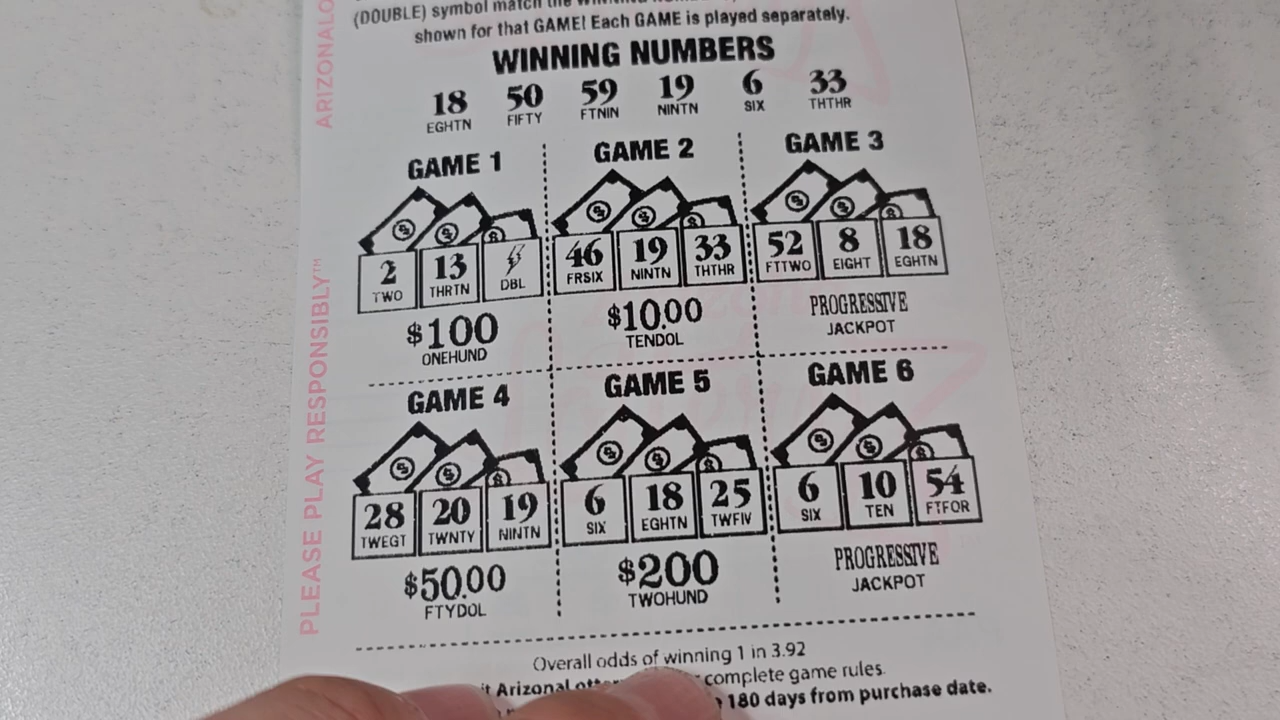 (DOUBLE) symbol match the
shown for that GAME! Each GAME is played separately.
WINNING NUMBERS
18 50 59 19 6 33
EGHTN FIFTY FTNIN NINTN SIX THTHR
GAME 1 GAME 2 GAME 3
2 13 46 19 33 52 8 18
TWO THRTN DBL FRSIX NINTN THTHR FTTWO EIGHT EGHTN
$100 $10.00 PROGRESSIVE
ONEHUND TENDOL JACKPOT
GAME 4 GAME 5 GAME 6
28 20 19 6 18 25 6 10 54
TWEGT TWNTY NINTN SIX EGHTN TWFIV SIX TEN FTFOR
$50.00 $200 PROGRESSIVE
FTYDOL TWOHUND JACKPOT
Overall odds of winning 1 in 3.92
complete game rules.
180 days from purchase date.
PLEASE PLAY RESPONSIBLY™
ARIZONALO